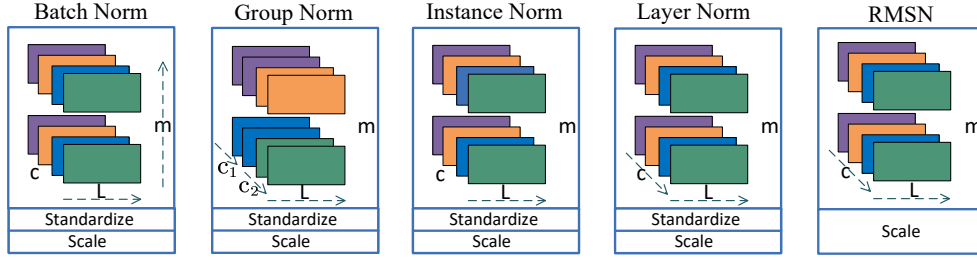 Batch Norm
m
c
L
Standardize
Scale
Group Norm
m
c₁
c₂
L
Standardize
Scale
Instance Norm
m
c
L
Standardize
Scale
Layer Norm
m
c
L
Standardize
Scale
RMSN
m
c
L
Scale